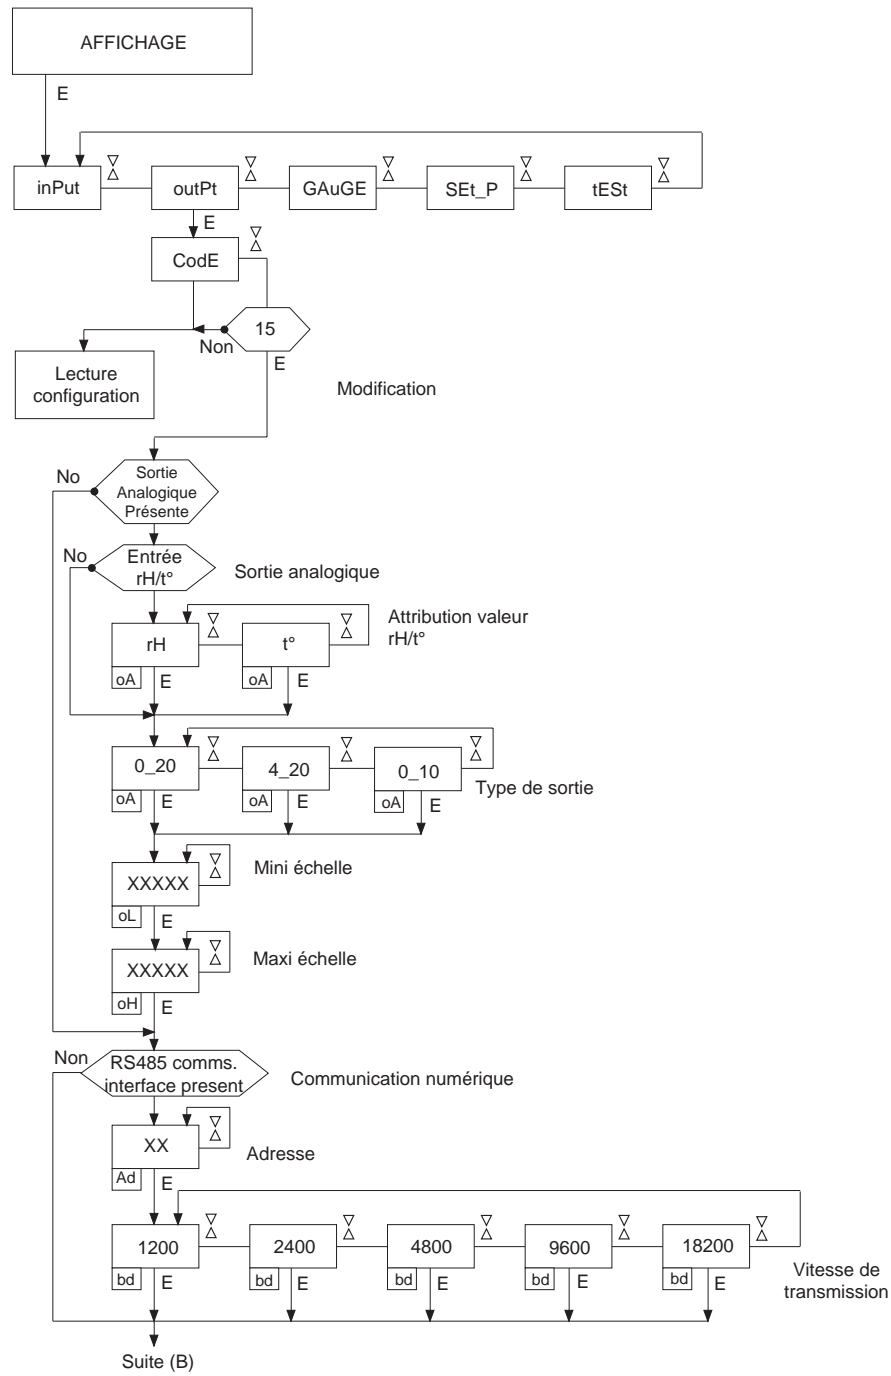 AFFICHAGE
E
inPut
outPt
GAuGE
SEt_P
tESt
E
CodE
15
Non
E
Lecture
configuration
Modification
No
Sortie
Analogique
Présente
No
Entrée
rH/t°
Sortie analogique
Attribution valeur
rH/t°
rH
t°
oA
E
oA
E
0_20
4_20
0_10
Type de sortie
oA
E
oA
E
oA
E
Mini échelle
XXXXX
oL
E
Maxi échelle
XXXXX
oH
E
Non
RS485 comms.
interface present
Communication numérique
XX
Adresse
Ad
E
1200
2400
4800
9600
18200
bd
E
bd
E
bd
E
bd
E
bd
E
Vitesse de
transmission
Suite (B)